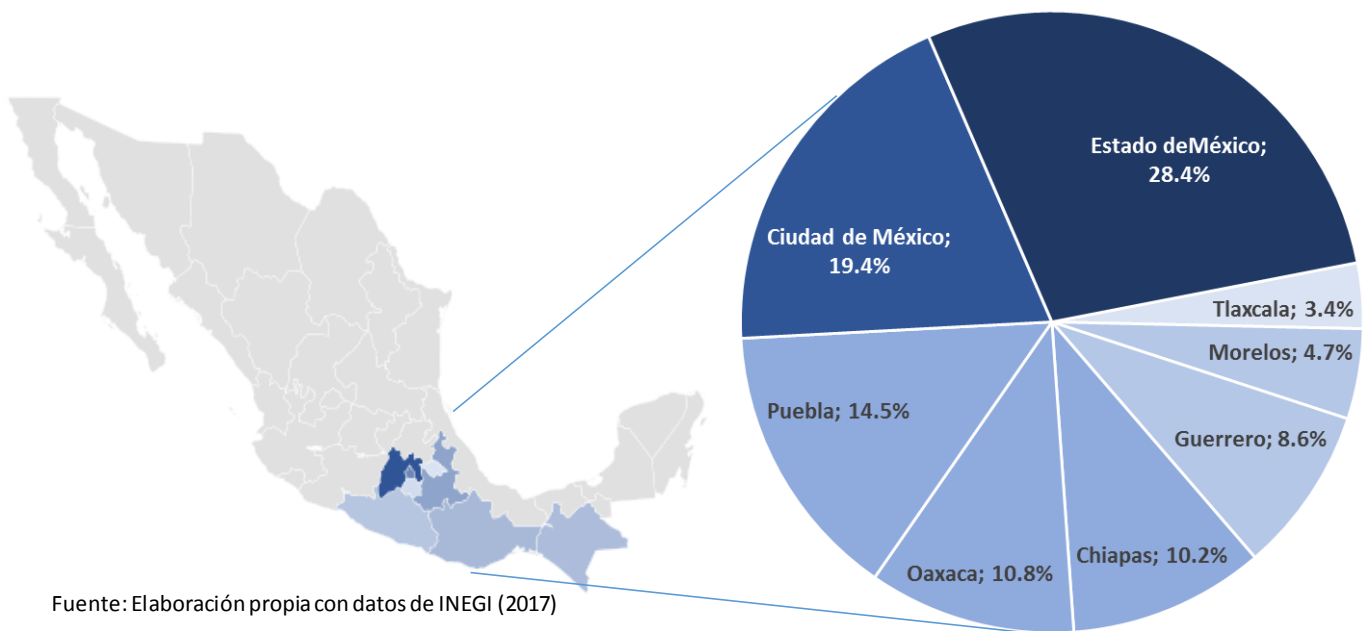 Estado deMéxico;
28.4%
Ciudad de México;
19.4%
Tlaxcala; 3.4%
Morelos; 4.7%
Puebla; 14.5%
Guerrero; 8.6%
Chiapas; 10.2%
Oaxaca; 10.8%
Fuente: Elaboración propia con datos de INEGI (2017)